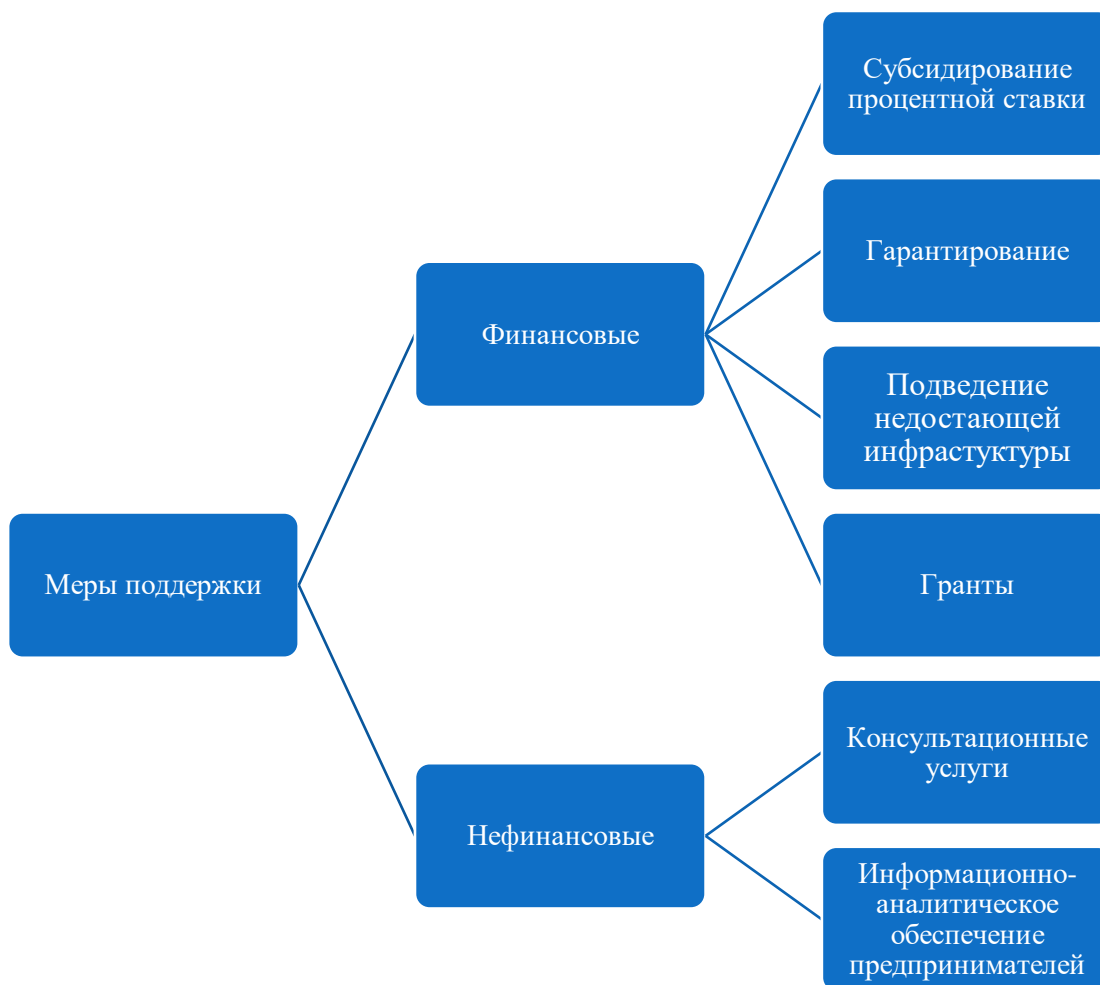 Субсидирование
процентной ставки
Гарантирование
Финансовые
Подведение
недостающей
инфрастуктуры
Меры поддержки
Гранты
Консультационные
услуги
Нефинансовые
Информационно-
аналитическое
обеспечение
предпринимателей